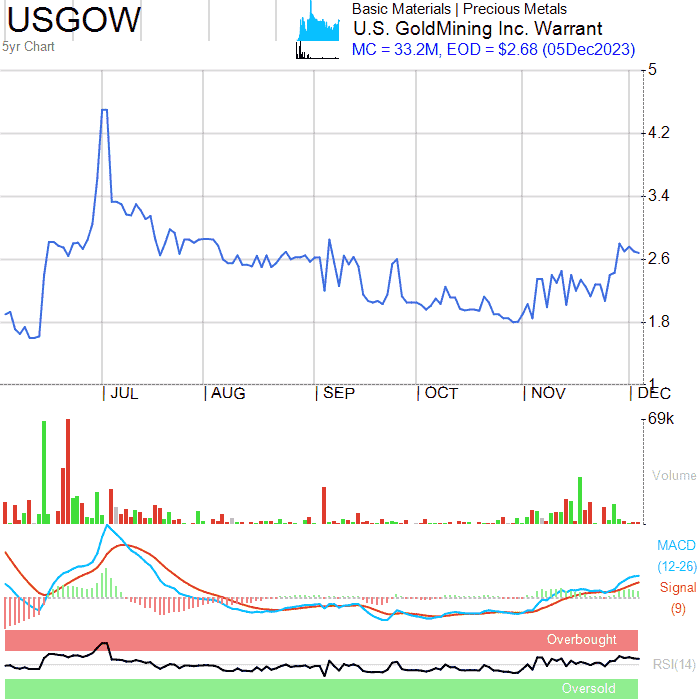 USGOW
5yr Chart
Basic Materials | Precious Metals
U.S. GoldMining Inc. Warrant
MC = 33.2M, EOD = $2.68 (05Dec2023)
5
4.2
3.4
2.6
1.8
1
| JUL | AUG | SEP | OCT | NOV | DEC
69k
Volume
MACD
(12-26)
Signal
(9)
Overbought
RSI(14)
Oversold